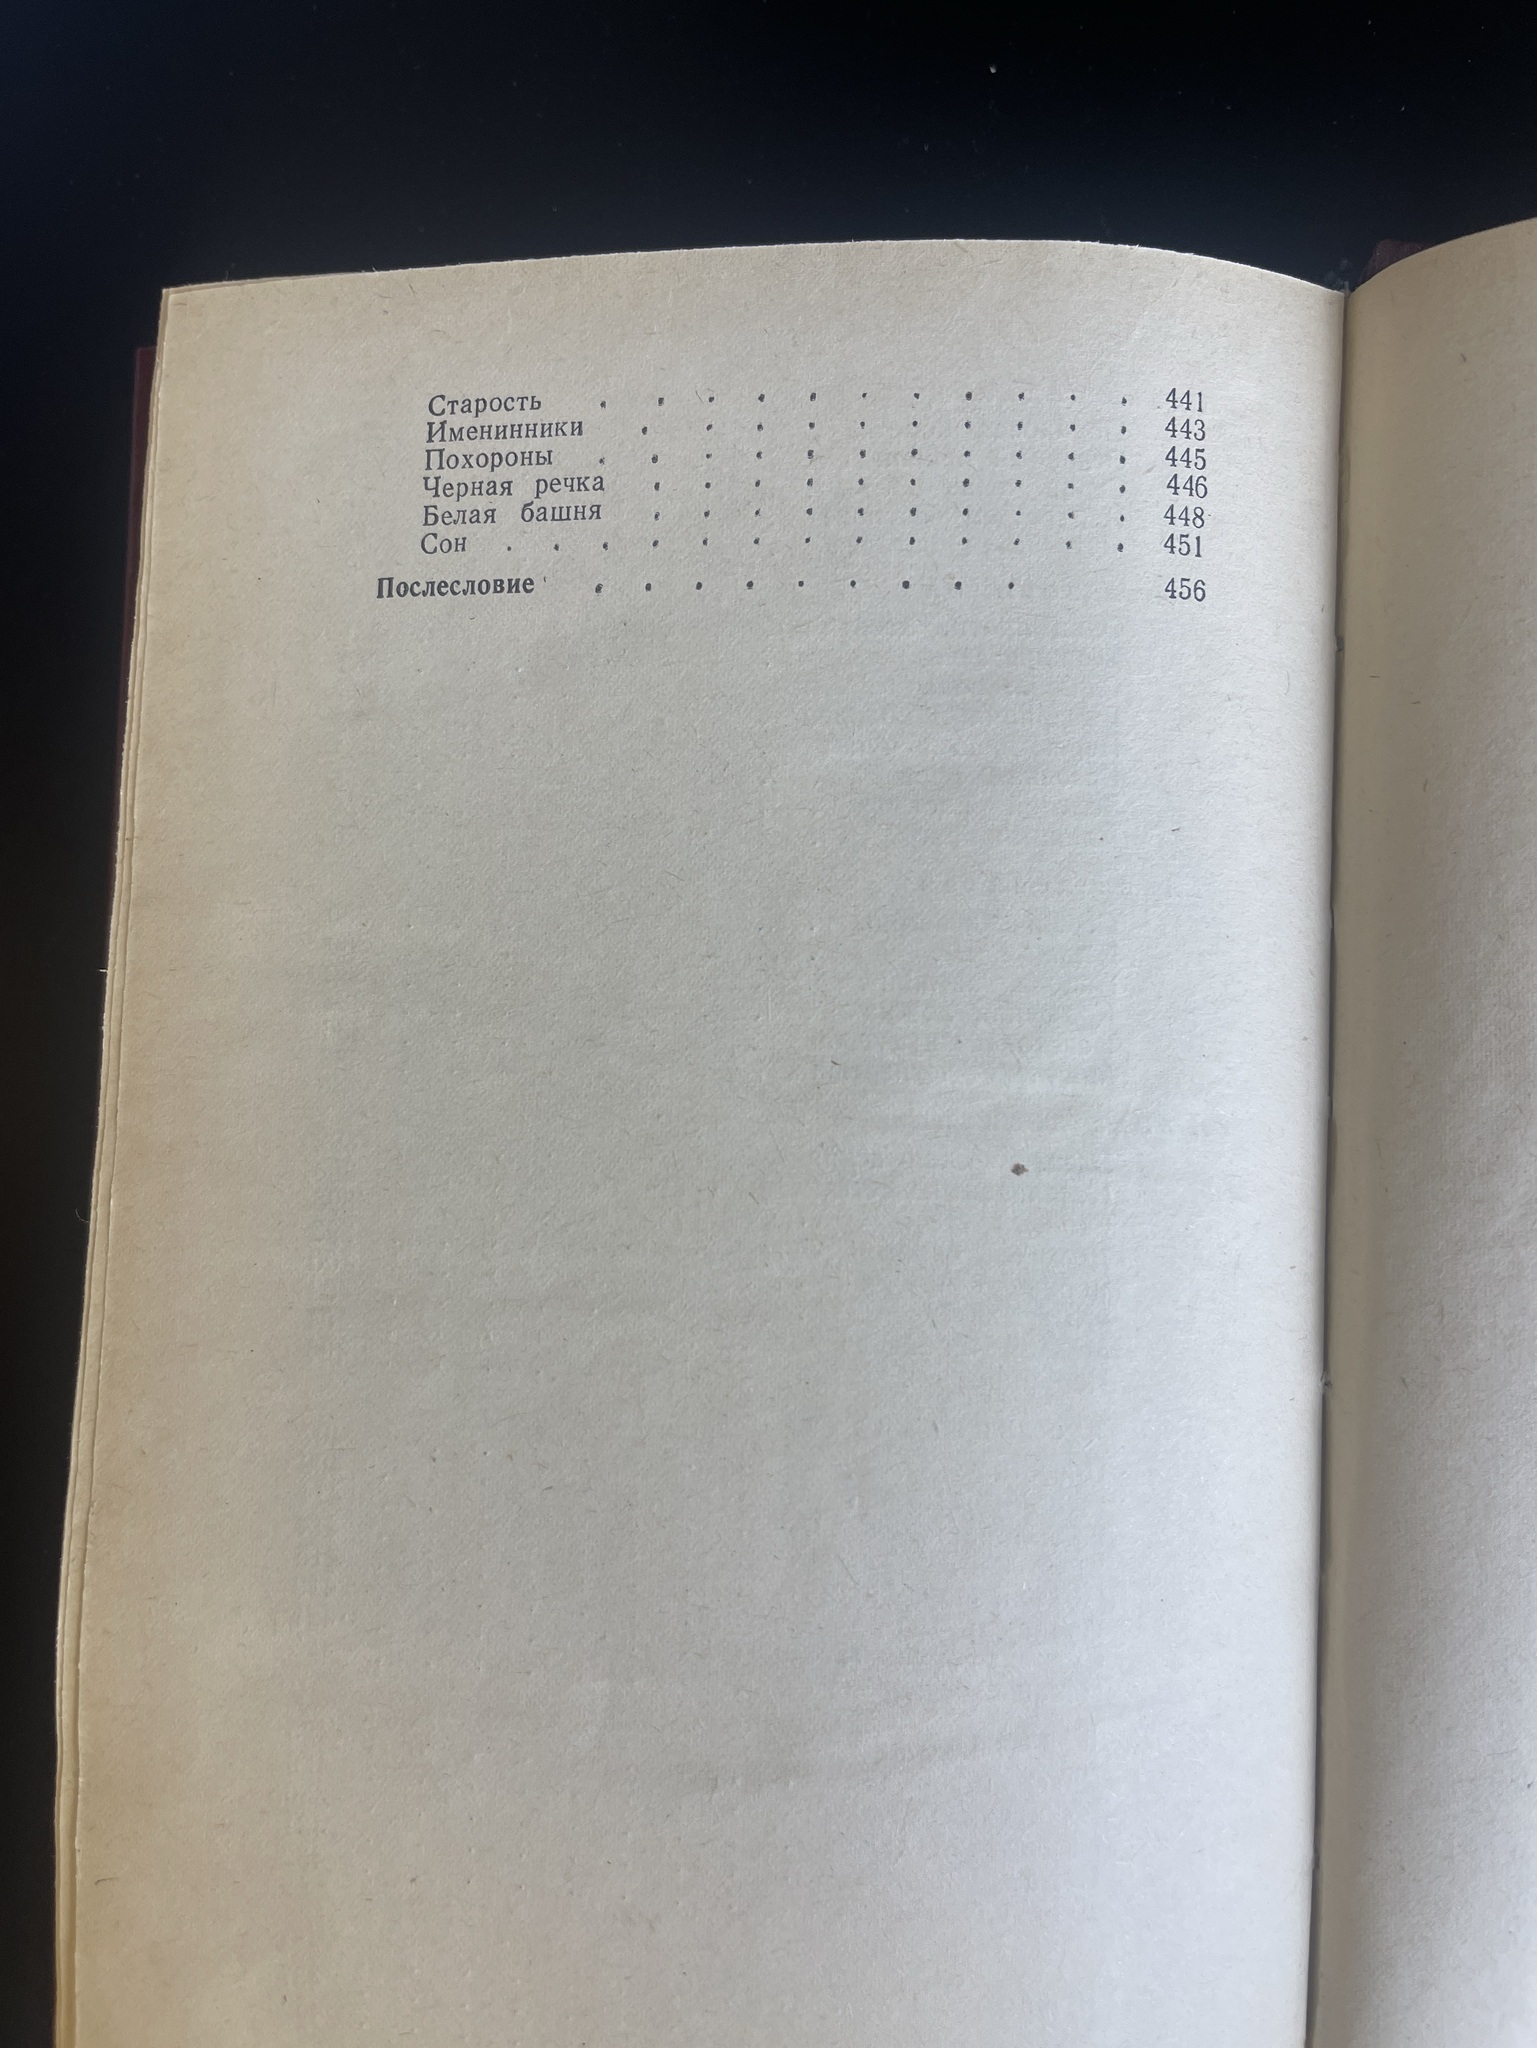 Старость . . . . . . . . . . . 441
Именинники . . . . . . . . . . 443
Похороны . . . . . . . . . . . 445
Черная речка . . . . . . . . . . 446
Белая башня . . . . . . . . . . 448
Сон . . . . . . . . . . . . . 451
Послесловие . . . . . . . . . 456